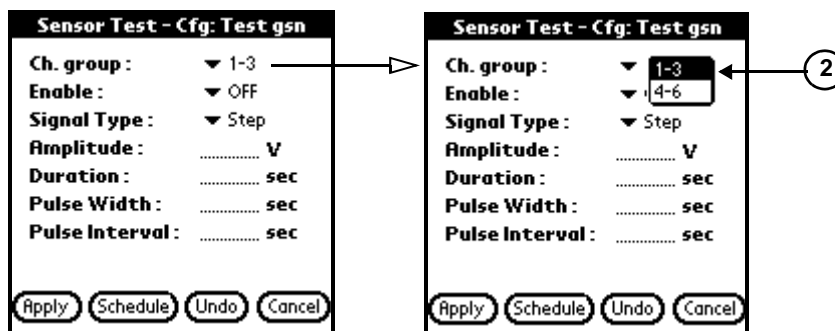 Sensor Test - Cfg: Test gsn
Ch. group : 1-3
Enable : OFF
Signal Type : Step
Amplitude : V
Duration : sec
Pulse Width : sec
Pulse Interval : sec
Apply Schedule Undo Cancel
Sensor Test - Cfg: Test gsn
Ch. group : 1-3
4-6
Enable :
Signal Type : Step
Amplitude : V
Duration : sec
Pulse Width : sec
Pulse Interval : sec
Apply Schedule Undo Cancel
2